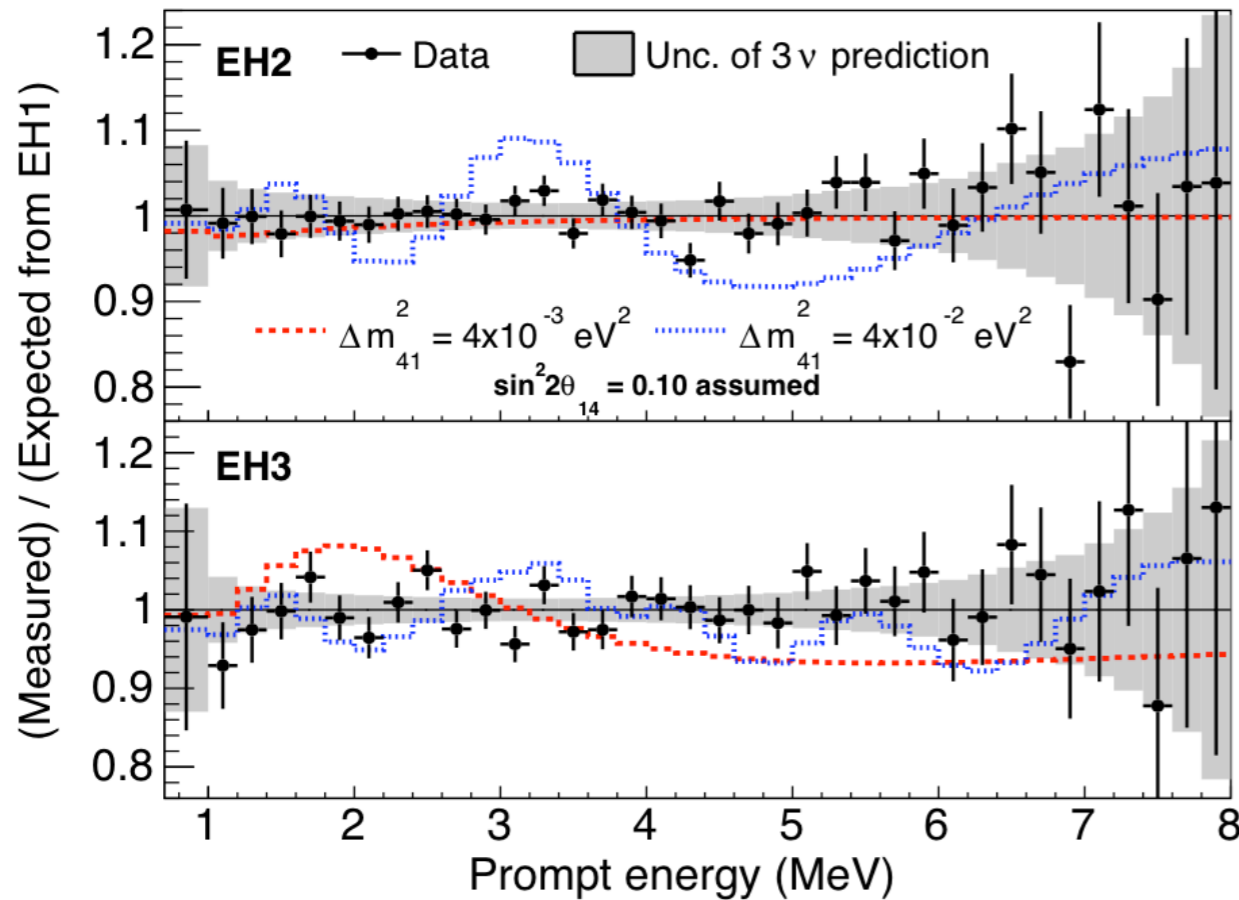 (Measured) / (Expected from EH1)
1.2
1.1
1
0.9
0.8
EH2
Data
Unc. of 3 ν prediction
Δm²₄₁ = 4x10⁻³ eV²
Δm²₄₁ = 4x10⁻² eV²
sin²2θ₁₄ = 0.10 assumed
1.2
1.1
1
0.9
0.8
EH3
1 2 3 4 5 6 7 8
Prompt energy (MeV)